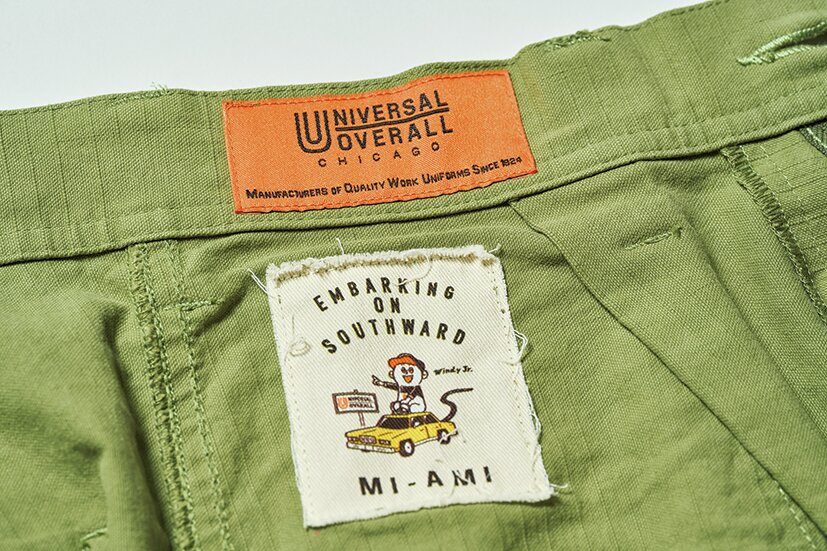 UNIVERSAL
OVERALL
CHICAGO
MANUFACTURERS OF QUALITY WORK UNIFORMS SINCE 1924
EMBARKING
ON
SOUTHWARD
Windy Jr.
UNIVERSAL
OVERALL
MI-AMI